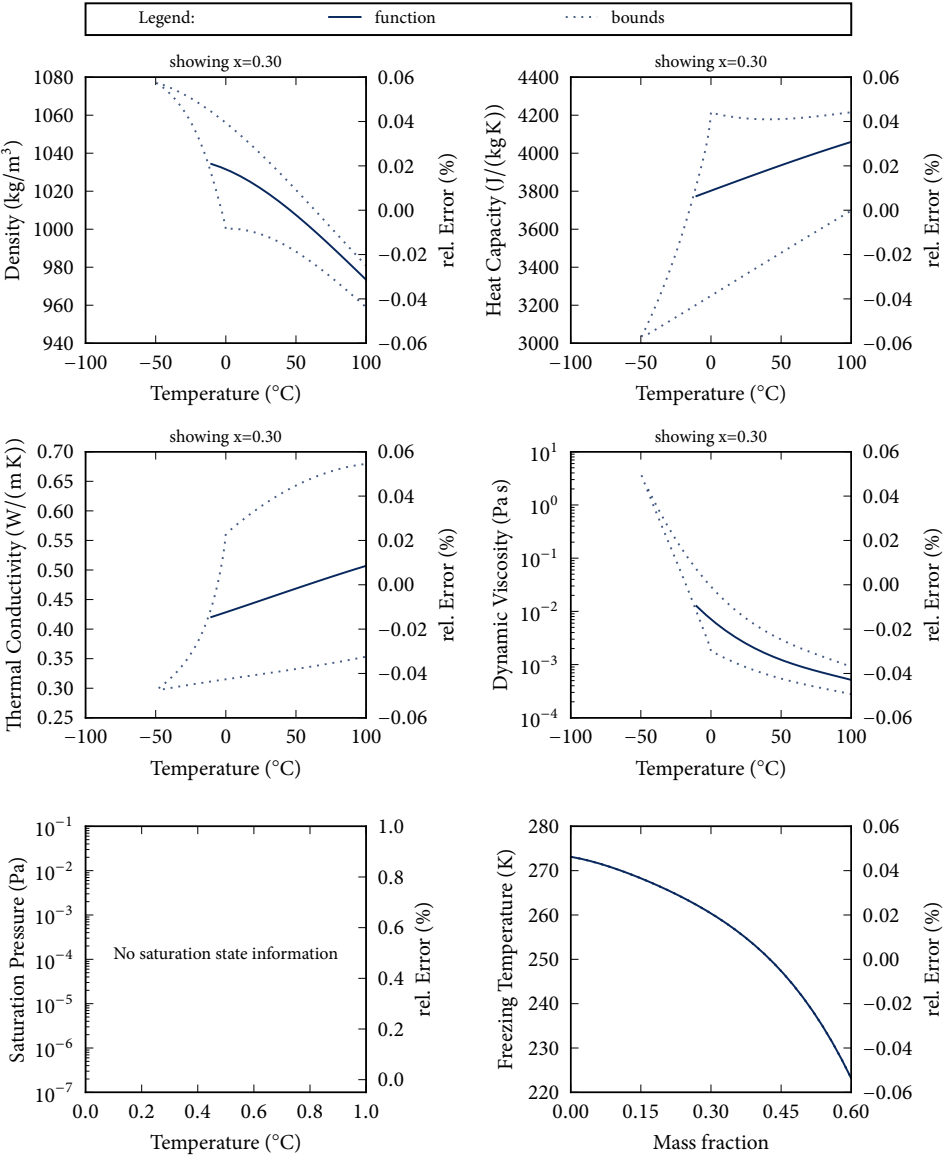 Legend: function bounds
showing x=0.30
1080
1060
1040
1020
1000
980
960
940
Density (kg/m³)
0.06
0.04
0.02
0.00
−0.02
−0.04
−0.06
rel. Error (%)
−100 −50 0 50 100
Temperature (°C)
showing x=0.30
4400
4200
4000
3800
3600
3400
3200
3000
Heat Capacity (J/(kg K))
0.06
0.04
0.02
0.00
−0.02
−0.04
−0.06
rel. Error (%)
−100 −50 0 50 100
Temperature (°C)
showing x=0.30
0.70
0.65
0.60
0.55
0.50
0.45
0.40
0.35
0.30
0.25
Thermal Conductivity (W/(m K))
0.06
0.04
0.02
0.00
−0.02
−0.04
−0.06
rel. Error (%)
−100 −50 0 50 100
Temperature (°C)
showing x=0.30
10¹
10⁰
10⁻¹
10⁻²
10⁻³
10⁻⁴
Dynamic Viscosity (Pa s)
0.06
0.04
0.02
0.00
−0.02
−0.04
−0.06
rel. Error (%)
−100 −50 0 50 100
Temperature (°C)
10⁻¹
10⁻²
10⁻³
10⁻⁴
10⁻⁵
10⁻⁶
10⁻⁷
Saturation Pressure (Pa)
No saturation state information
1.0
0.8
0.6
0.4
0.2
0.0
rel. Error (%)
0.0 0.2 0.4 0.6 0.8 1.0
Temperature (°C)
280
270
260
250
240
230
220
Freezing Temperature (K)
0.06
0.04
0.02
0.00
−0.02
−0.04
−0.06
rel. Error (%)
0.00 0.15 0.30 0.45 0.60
Mass fraction